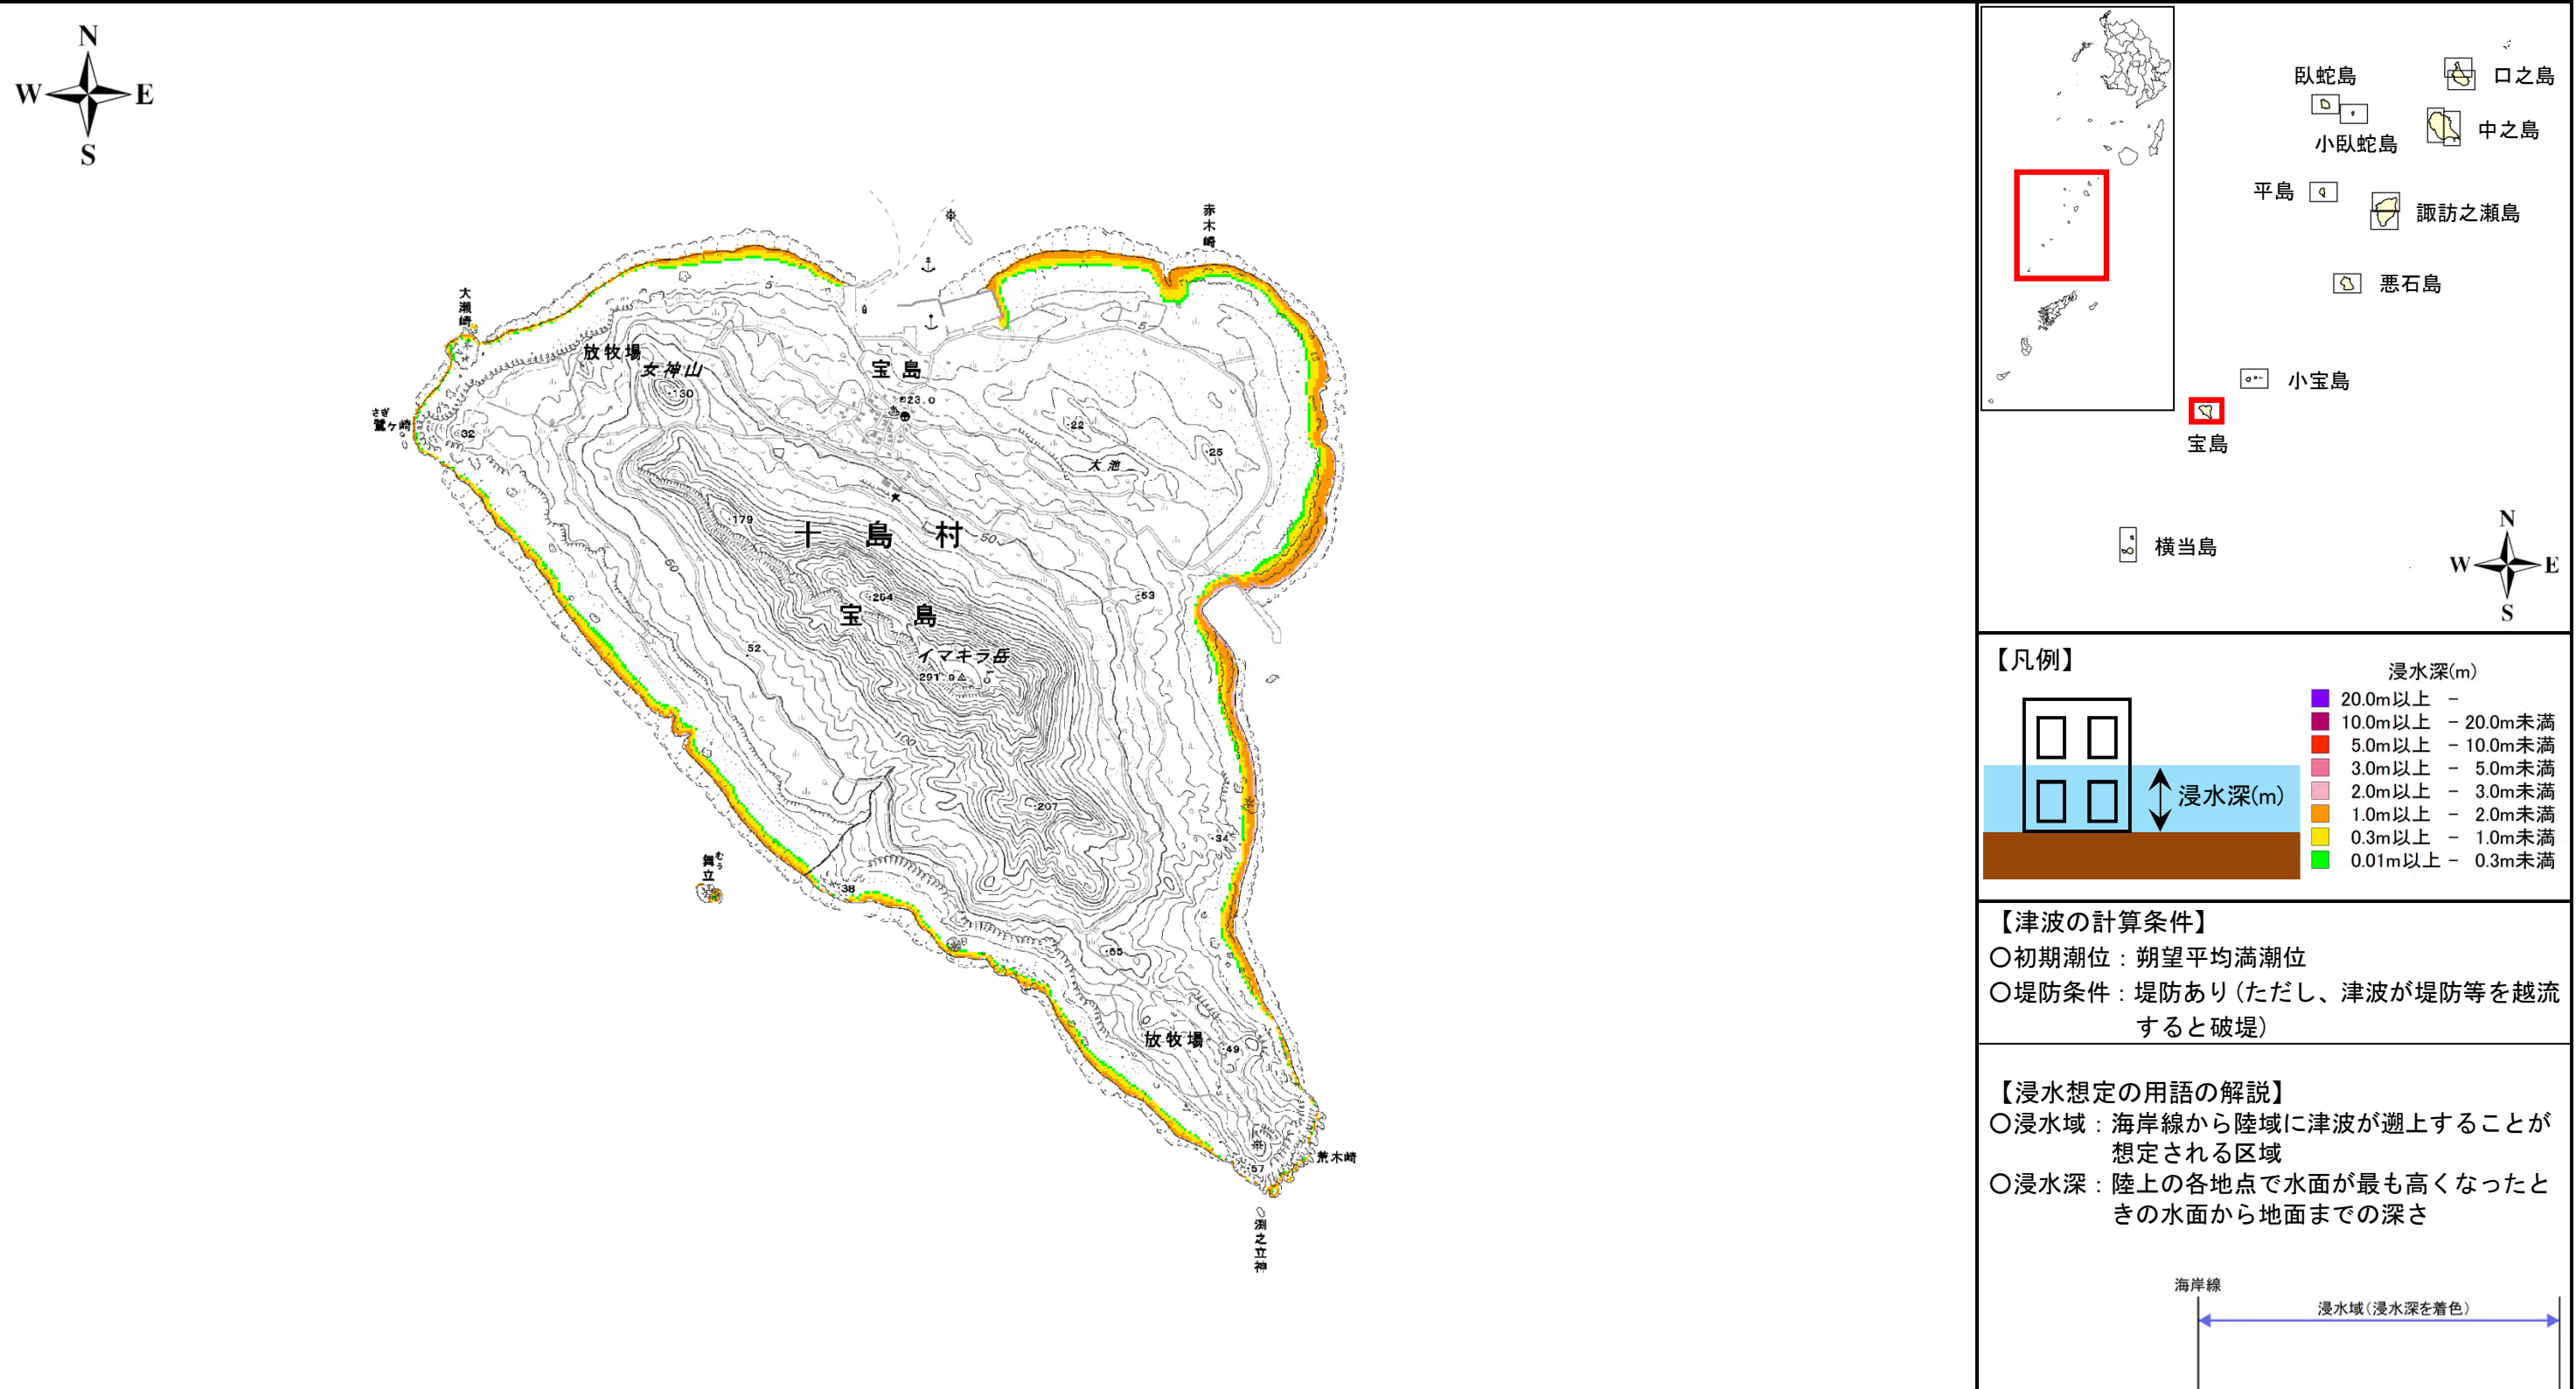 N
W E
S
赤木崎
大瀬崎
放牧場
女神山
130
宝島
23.0
さぎ
鷺ヶ崎
32
5
5
22
25
大池
179
十島村
50
60
53
264
宝島
52
イマキラ岳
291.9
100
207
34
むう
舞立
38
65
放牧場
49
57
荒木崎
渕之立神
臥蛇島
口之島
小臥蛇島
中之島
平島
諏訪之瀬島
悪石島
小宝島
宝島
横当島
N
W E
S
【凡例】
浸水深(m)
20.0m以上 －
10.0m以上 － 20.0m未満
5.0m以上 － 10.0m未満
3.0m以上 － 5.0m未満
2.0m以上 － 3.0m未満
1.0m以上 － 2.0m未満
0.3m以上 － 1.0m未満
0.01m以上 － 0.3m未満
浸水深(m)
【津波の計算条件】
○初期潮位：朔望平均満潮位
○堤防条件：堤防あり(ただし、津波が堤防等を越流
すると破堤)
【浸水想定の用語の解説】
○浸水域：海岸線から陸域に津波が遡上することが
想定される区域
○浸水深：陸上の各地点で水面が最も高くなったと
きの水面から地面までの深さ
海岸線
浸水域(浸水深を着色)